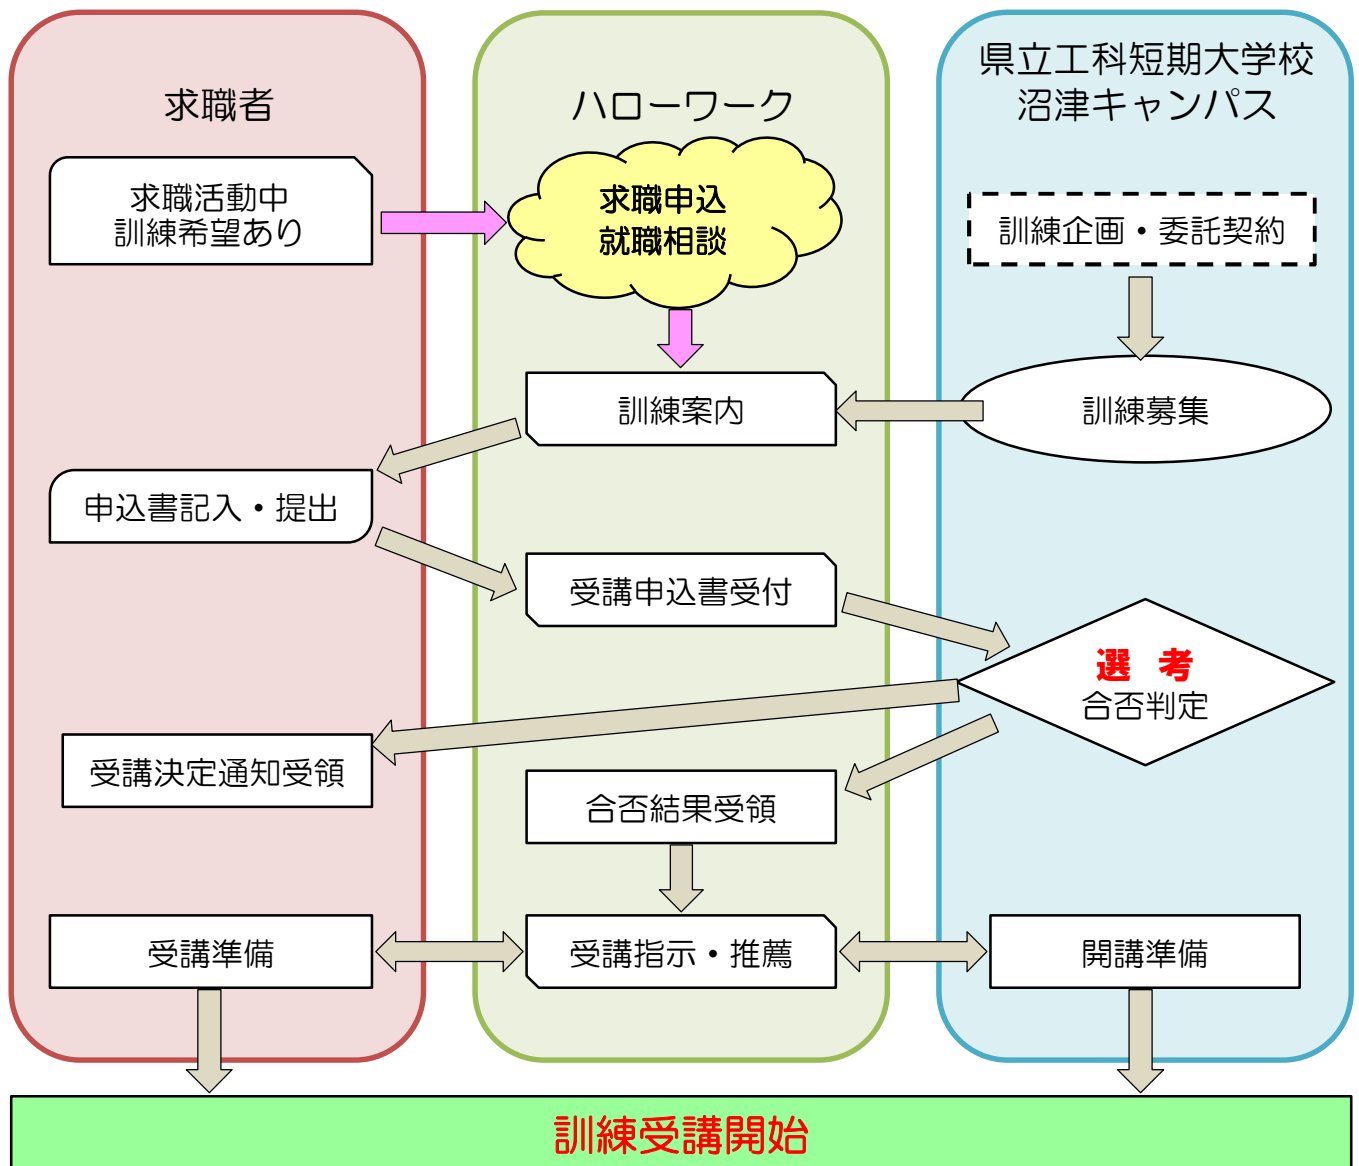 求職者
ハローワーク
県立工科短期大学校
沼津キャンパス
求職活動中
訓練希望あり
求職申込
就職相談
訓練企画・委託契約
訓練案内
訓練募集
申込書記入・提出
受講申込書受付
選 考
合否判定
受講決定通知受領
合否結果受領
受講準備
受講指示・推薦
開講準備
訓練受講開始